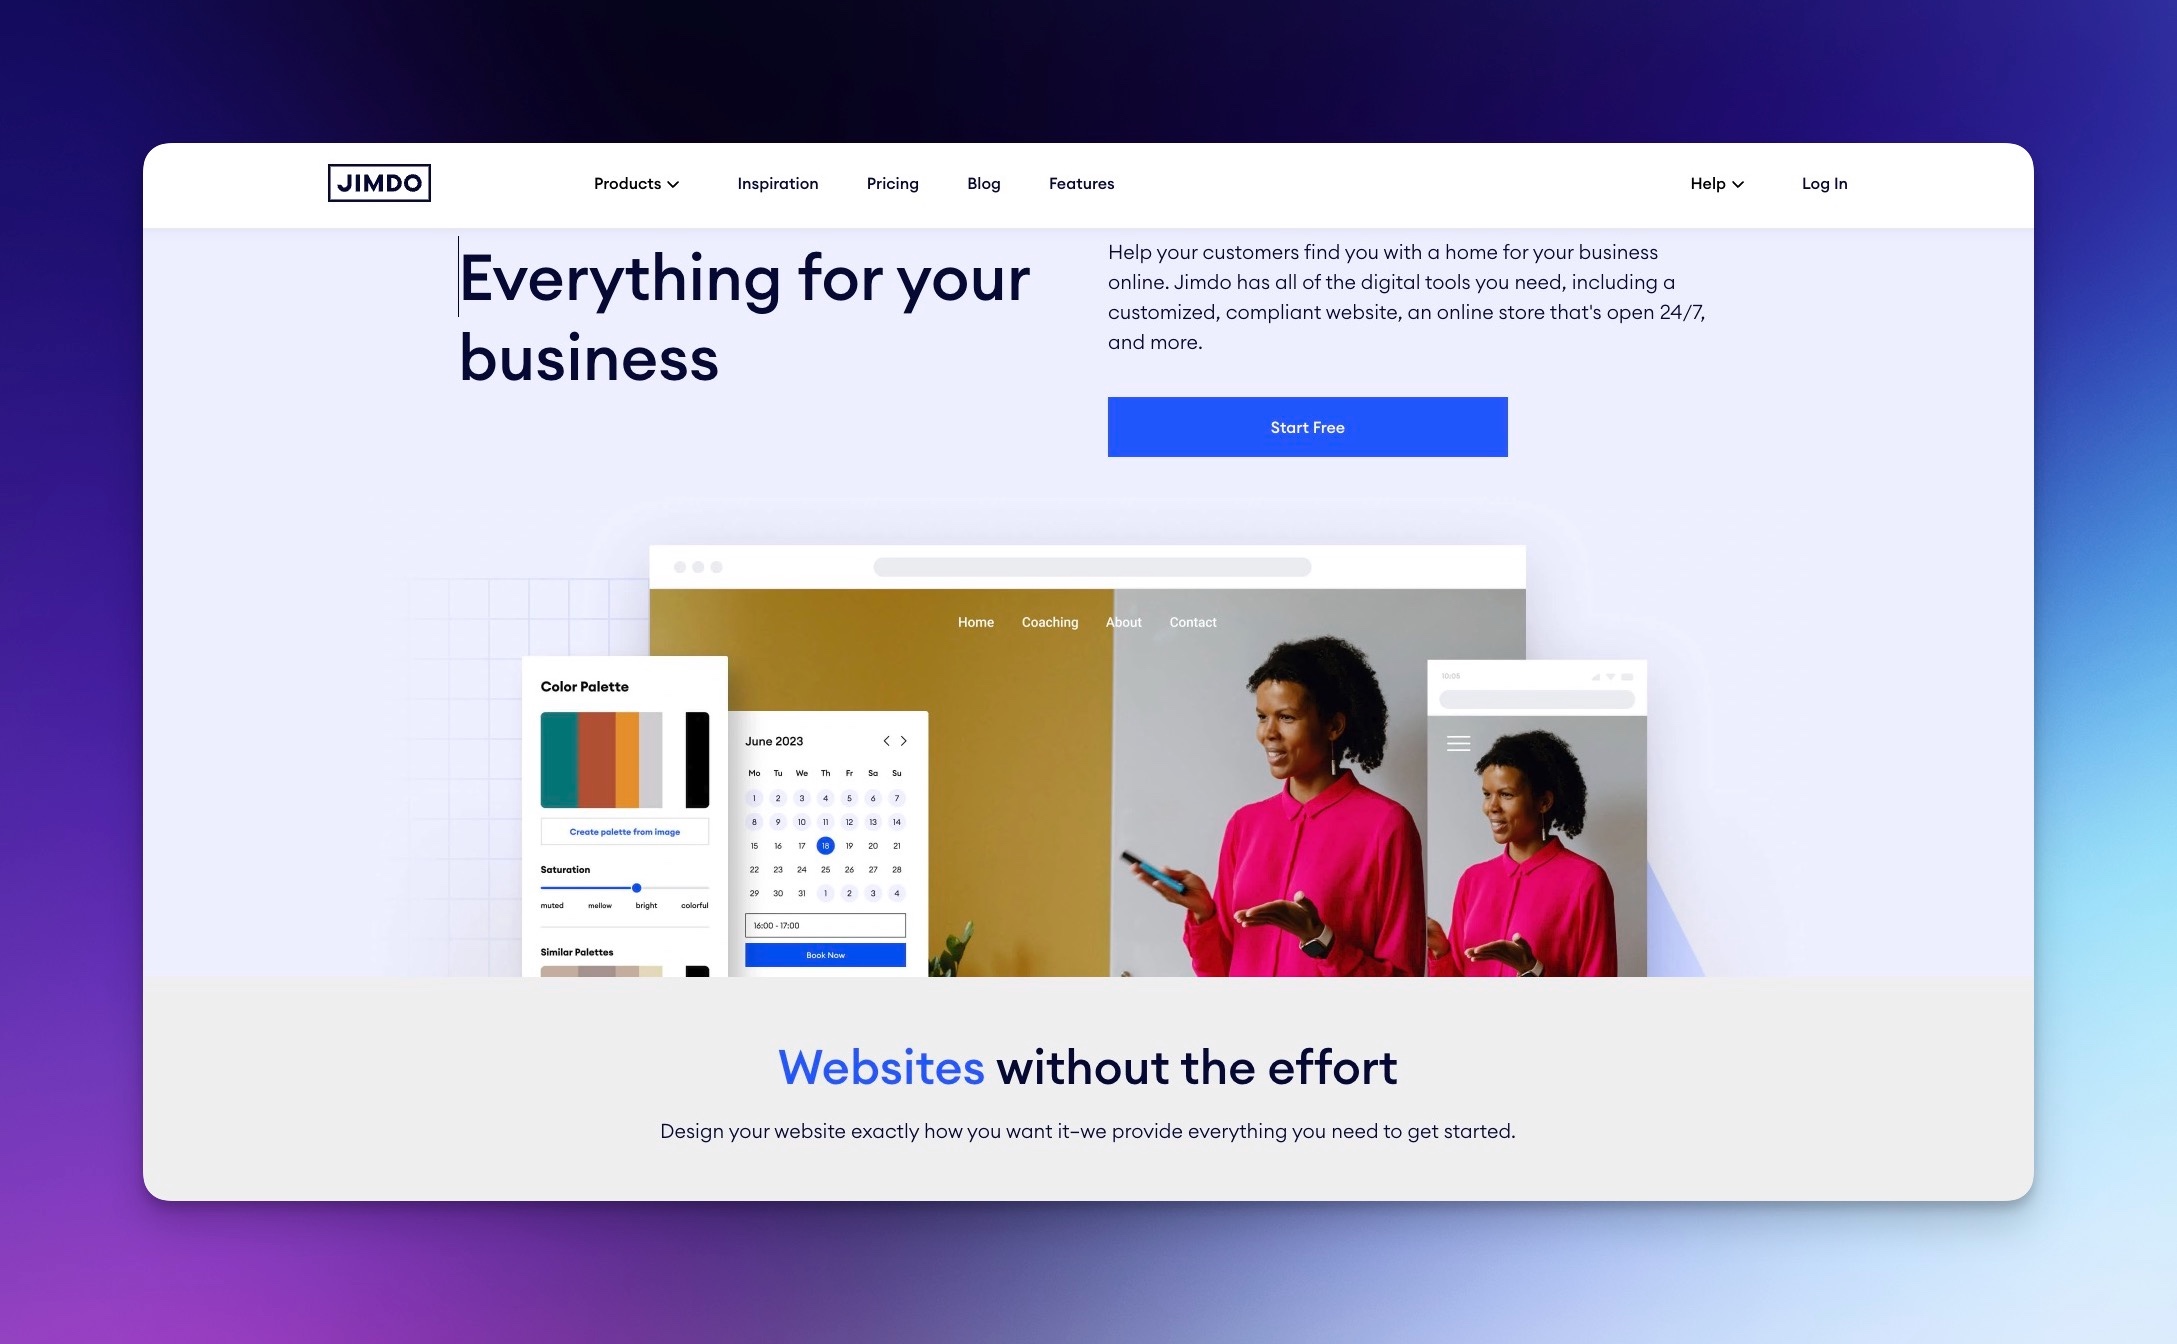 JIMDO
Products
Inspiration
Pricing
Blog
Features
Help
Log In
Everything for your
business
Help your customers find you with a home for your business
online. Jimdo has all of the digital tools you need, including a
customized, compliant website, an online store that's open 24/7,
and more.
Start Free
Home Coaching About Contact
Color Palette
Create palette from image
Saturation
muted mellow bright colorful
Similar Palettes
June 2023
Mo Tu We Th Fr Sa Su
1 2 3 4 5 6 7
8 9 10 11 12 13 14
15 16 17 18 19 20 21
22 23 24 25 26 27 28
29 30 31 1 2 3 4
16:00 - 17:00
Book Now
10:05
Websites without the effort
Design your website exactly how you want it–we provide everything you need to get started.